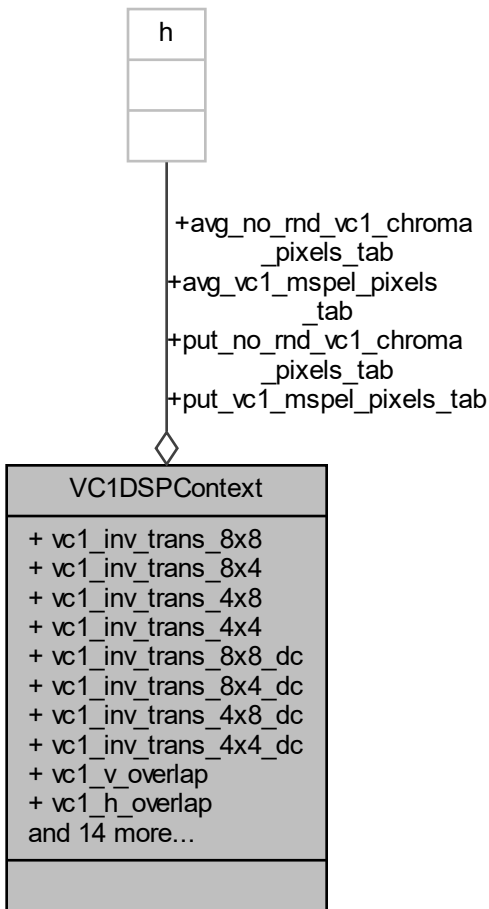 h
+avg_no_rnd_vc1_chroma
_pixels_tab
+avg_vc1_mspel_pixels
_tab
+put_no_rnd_vc1_chroma
_pixels_tab
+put_vc1_mspel_pixels_tab
VC1DSPContext
+ vc1_inv_trans_8x8
+ vc1_inv_trans_8x4
+ vc1_inv_trans_4x8
+ vc1_inv_trans_4x4
+ vc1_inv_trans_8x8_dc
+ vc1_inv_trans_8x4_dc
+ vc1_inv_trans_4x8_dc
+ vc1_inv_trans_4x4_dc
+ vc1_v_overlap
+ vc1_h_overlap
and 14 more...